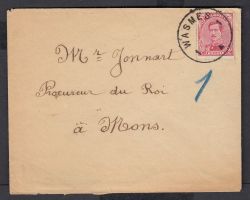 WASMES
Mr Jonnart
Procureur du Roi
à Mons.
1